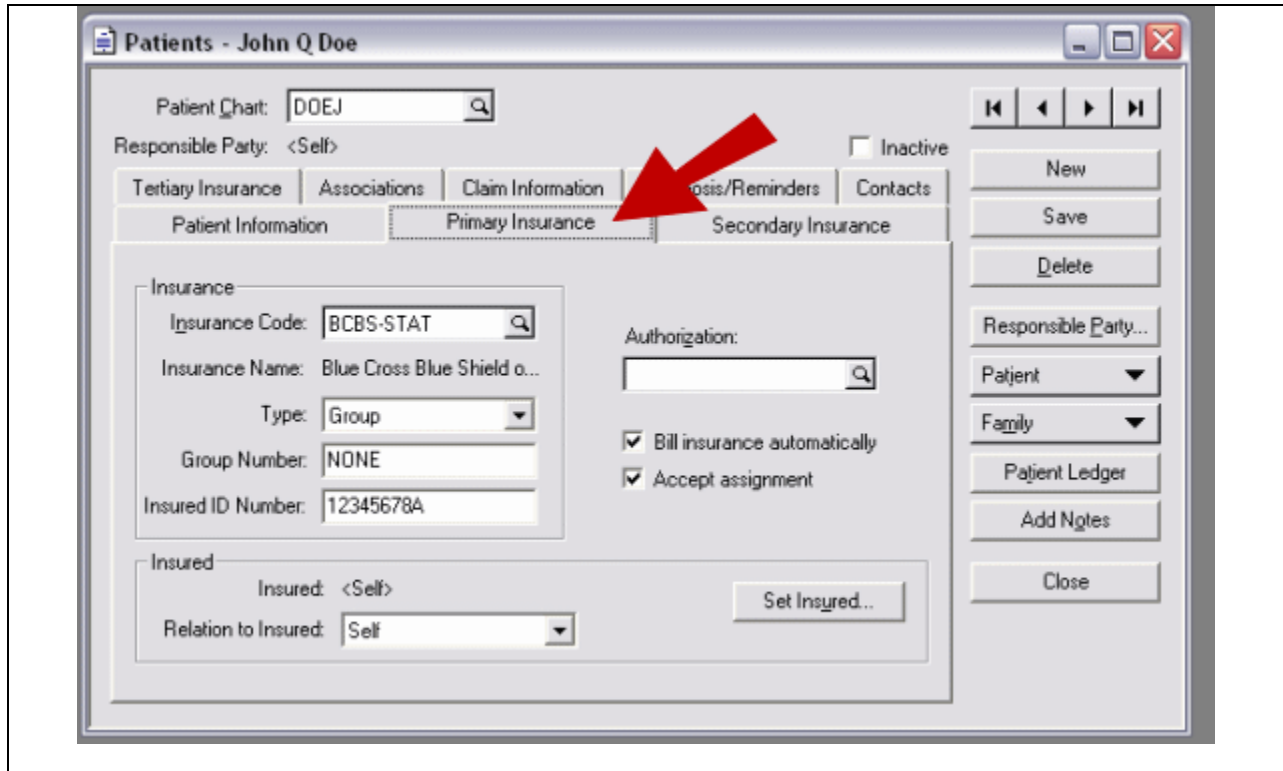 Patients - John Q Doe
Patient Chart: DOEJ
Responsible Party: <Self>
Inactive
Tertiary Insurance Associations Claim Information osis/Reminders Contacts
Patient Information Primary Insurance Secondary Insurance
Insurance
Insurance Code: BCBS-STAT
Insurance Name: Blue Cross Blue Shield o...
Type: Group
Group Number: NONE
Insured ID Number: 12345678A
Authorization:
Bill insurance automatically
Accept assignment
Insured
Insured: <Self>
Relation to Insured: Self
Set Insured...
New
Save
Delete
Responsible Party...
Patient
Family
Patient Ledger
Add Notes
Close